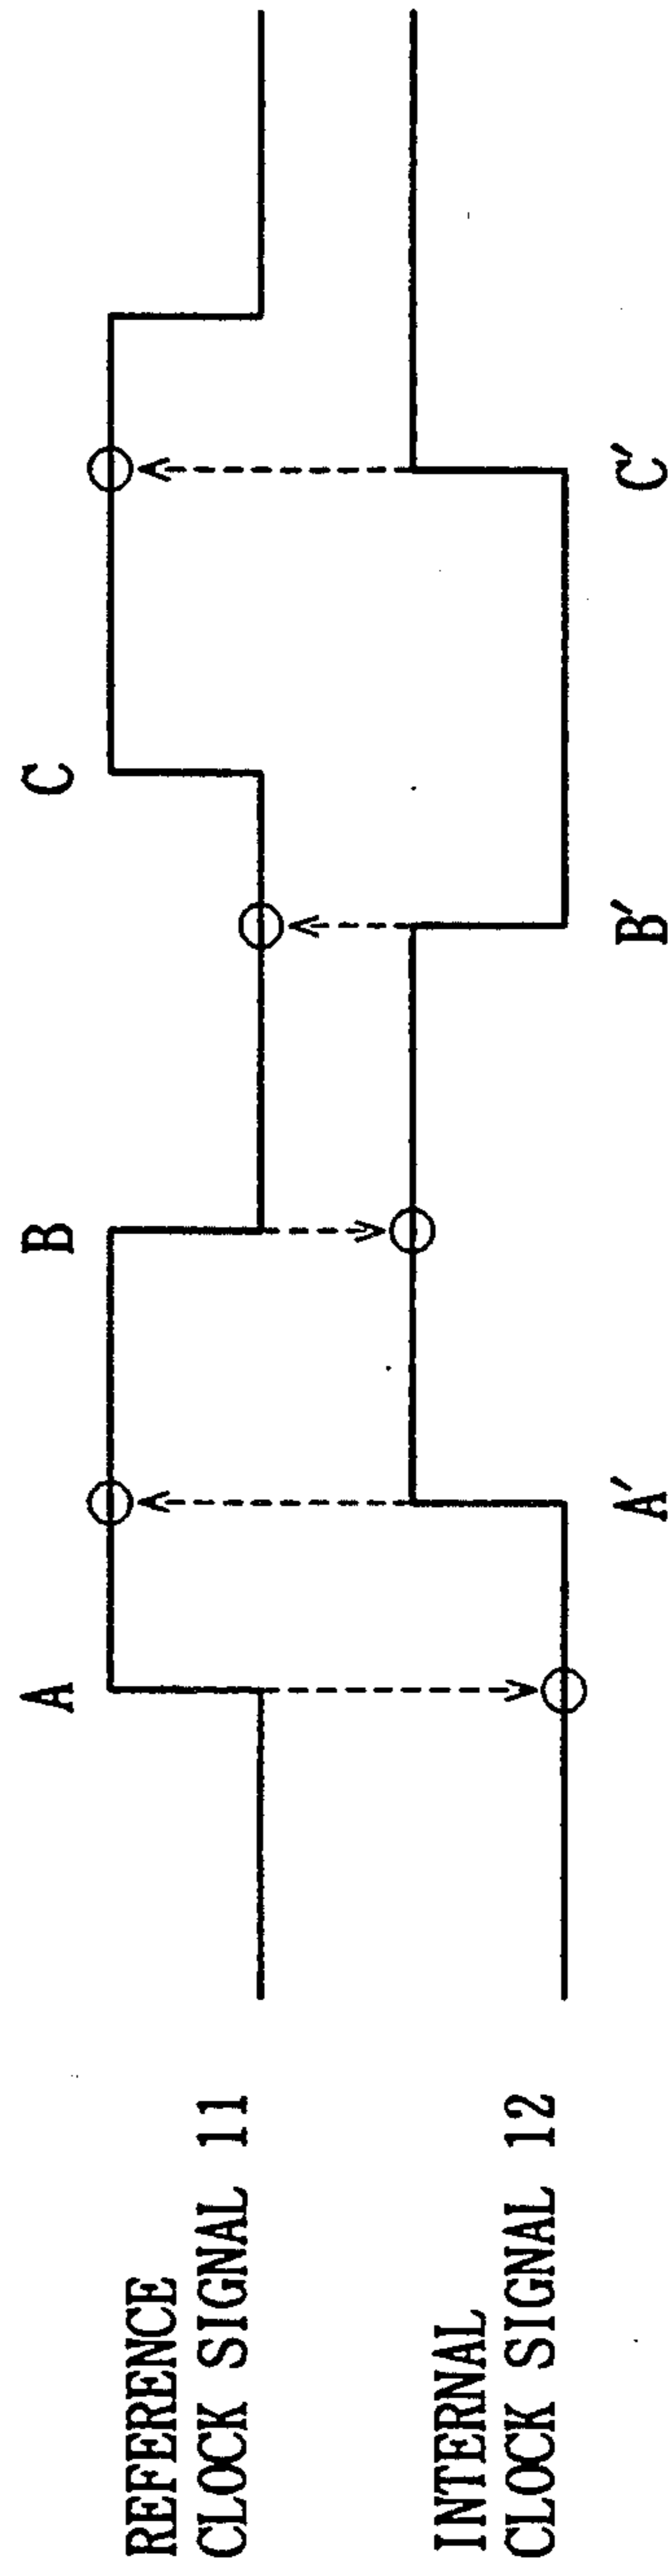 A
B
C
REFERENCE
CLOCK SIGNAL 11
INTERNAL
CLOCK SIGNAL 12
A′
B′
C′